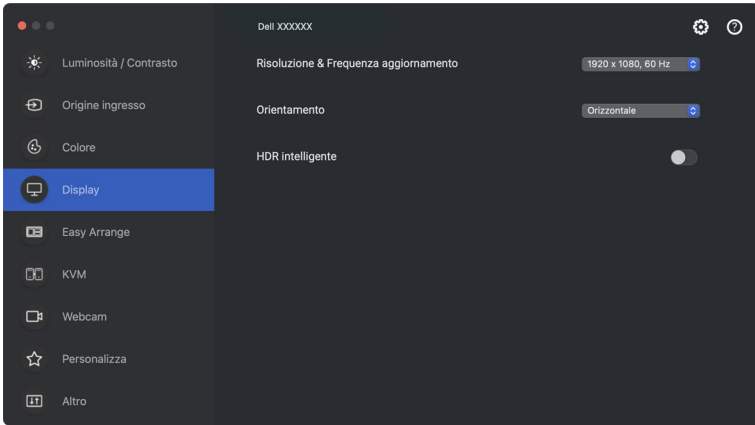 Dell XXXXXX
Luminosità / Contrasto
Origine ingresso
Colore
Display
Easy Arrange
KVM
Webcam
Personalizza
Altro
Risoluzione & Frequenza aggiornamento
1920 x 1080, 60 Hz
Orientamento
Orizzontale
HDR intelligente